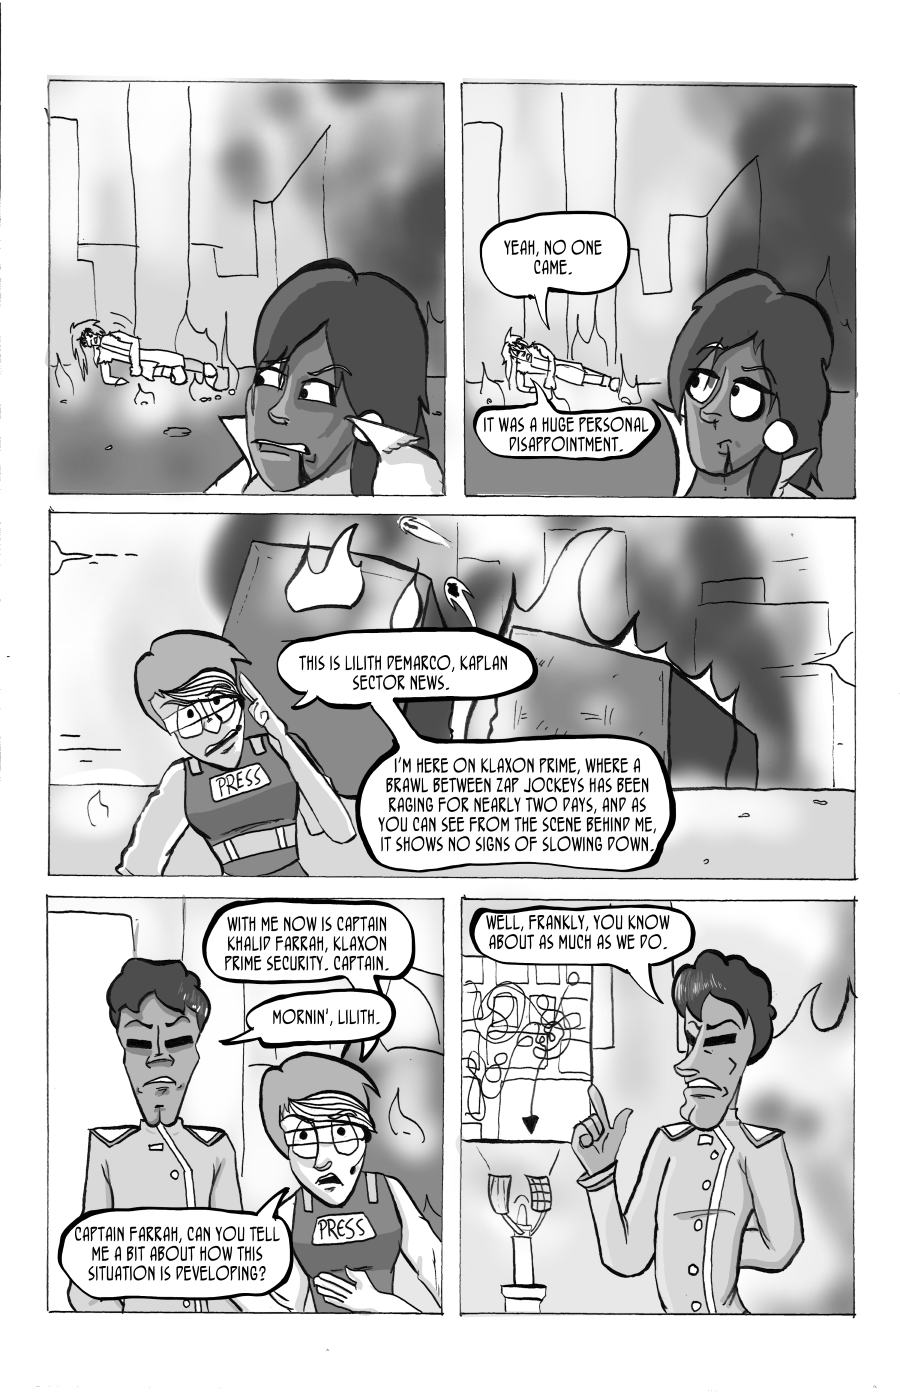 YEAH, NO ONE
CAME.
IT WAS A HUGE PERSONAL
DISAPPOINTMENT.
THIS IS LILITH DEMARCO, KAPLAN
SECTOR NEWS.
PRESS
I'M HERE ON KLAXON PRIME, WHERE A
BRAWL BETWEEN ZAP JOCKEYS HAS BEEN
RAGING FOR NEARLY TWO DAYS, AND AS
YOU CAN SEE FROM THE SCENE BEHIND ME,
IT SHOWS NO SIGNS OF SLOWING DOWN.
WITH ME NOW IS CAPTAIN
KHALID FARRAH, KLAXON
PRIME SECURITY. CAPTAIN.
MORNIN', LILITH.
PRESS
CAPTAIN FARRAH, CAN YOU TELL
ME A BIT ABOUT HOW THIS
SITUATION IS DEVELOPING?
WELL, FRANKLY, YOU KNOW
ABOUT AS MUCH AS WE DO.